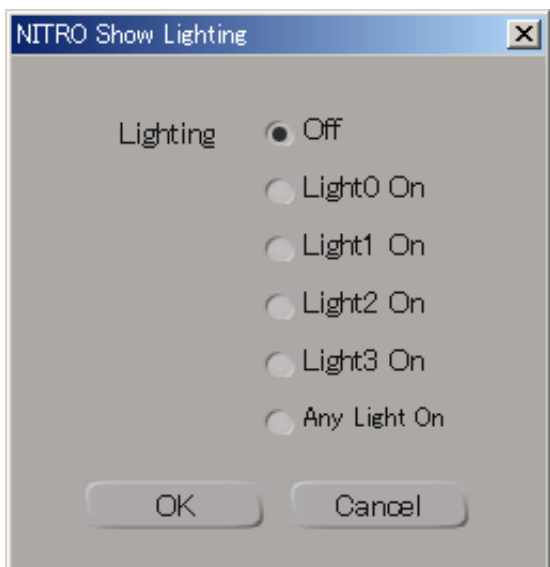 NITRO Show Lighting
Lighting Off
Light0 On
Light1 On
Light2 On
Light3 On
Any Light On
OK Cancel